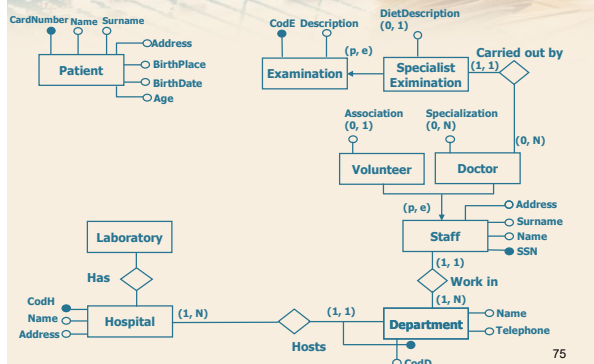 DietDescription
(0, 1)
CardNumber Name Surname
CodE Description
Address
(p, e)
Carried out by
Patient
BirthPlace
BirthDate
Age
Examination
Specialist
Eximination
(1, 1)
Association
(0, 1)
Specialization
(0, N)
(0, N)
Volunteer
Doctor
(p, e)
Address
Surname
Name
SSN
Staff
Laboratory
(1, 1)
Has
Work in
CodH
(1, N)
Name
Address
Hospital
(1, N)
(1, 1)
Department
Name
Telephone
Hosts
CodD
75